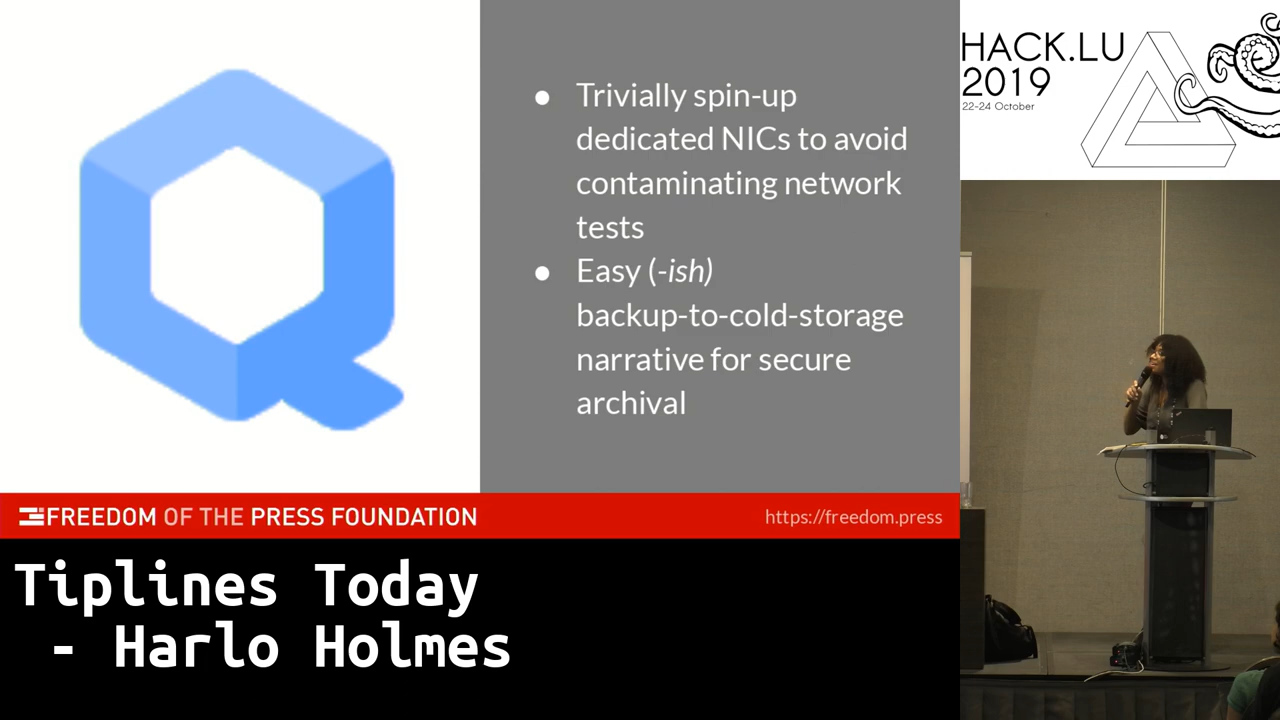 ● Trivially spin-up
dedicated NICs to avoid
contaminating network
tests
● Easy (-ish)
backup-to-cold-storage
narrative for secure
archival
FREEDOM OF THE PRESS FOUNDATION
https://freedom.press
Tiplines Today
- Harlo Holmes
HACK.LU
2019
22-24 October